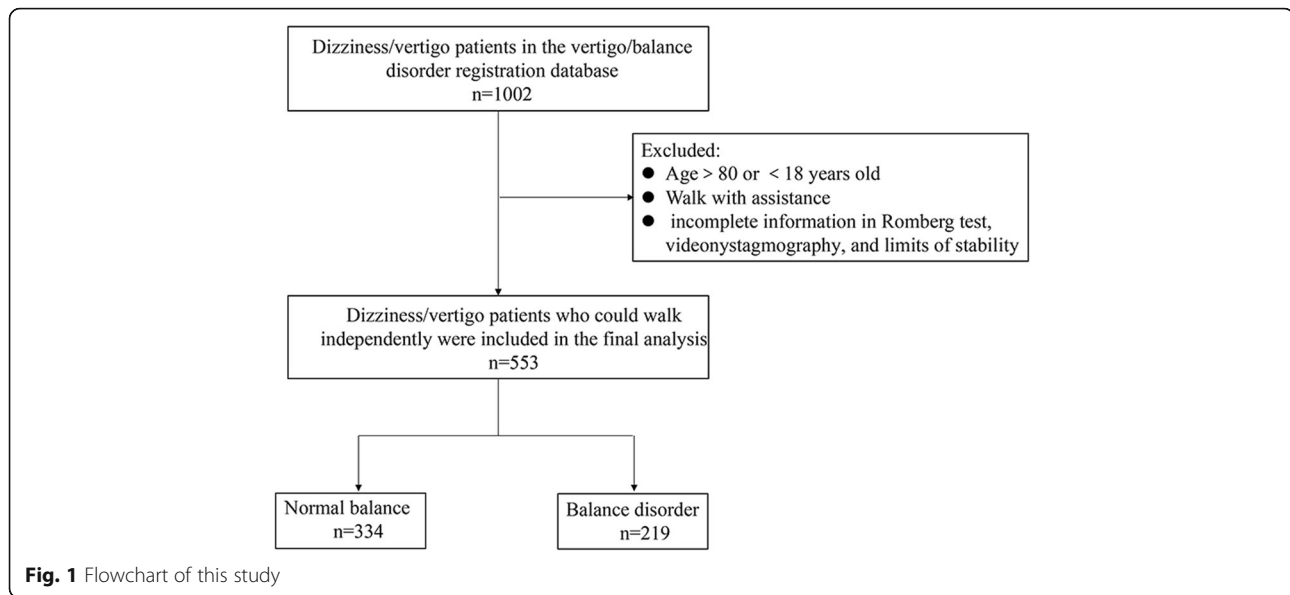 Dizziness/vertigo patients in the vertigo/balance
disorder registration database
n=1002
Excluded:
● Age > 80 or < 18 years old
● Walk with assistance
● incomplete information in Romberg test,
videonystagmography, and limits of stability
Dizziness/vertigo patients who could walk
independently were included in the final analysis
n=553
Normal balance
n=334
Balance disorder
n=219
Fig. 1 Flowchart of this study